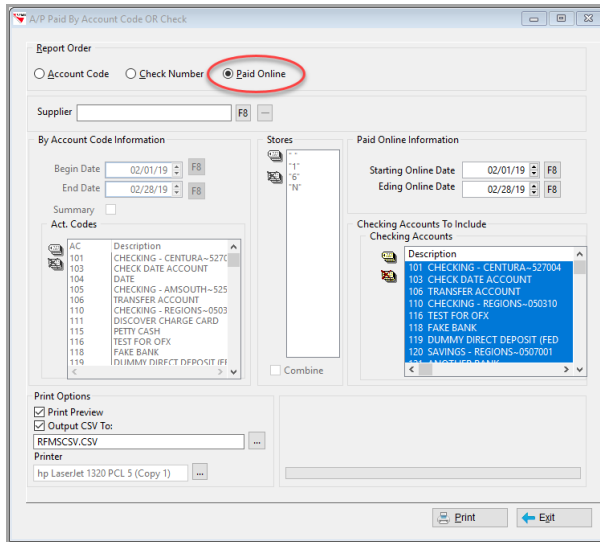 A/P Paid By Account Code OR Check
Report Order
Account Code Check Number Paid Online
Supplier F8 ...
By Account Code Information
Begin Date 02/01/19 F8
End Date 02/28/19 F8
Summary
Act. Codes
AC Description
101 CHECKING - CENTURA~527C
103 CHECK DATE ACCOUNT
104 DATE
105 CHECKING - AMSOUTH~525
106 TRANSFER ACCOUNT
110 CHECKING - REGIONS~0503
111 DISCOVER CHARGE CARD
115 PETTY CASH
116 TEST FOR OFX
118 FAKE BANK
119 DUMMY DIRECT DEPOSIT (FI
Stores
" "
"1"
"6"
"N"
Combine
Paid Online Information
Starting Online Date 02/01/19 F8
Eding Online Date 02/28/19 F8
Checking Accounts To Include
Checking Accounts
Description
101 CHECKING - CENTURA~527004
103 CHECK DATE ACCOUNT
106 TRANSFER ACCOUNT
110 CHECKING - REGIONS~050310
116 TEST FOR OFX
118 FAKE BANK
119 DUMMY DIRECT DEPOSIT (FED
120 SAVINGS - REGIONS~0507001
121 ANOTHER BANK
Print Options
Print Preview
Output CSV To:
RFMSCSV.CSV ...
Printer
hp LaserJet 1320 PCL 5 (Copy 1) ...
Print Exit